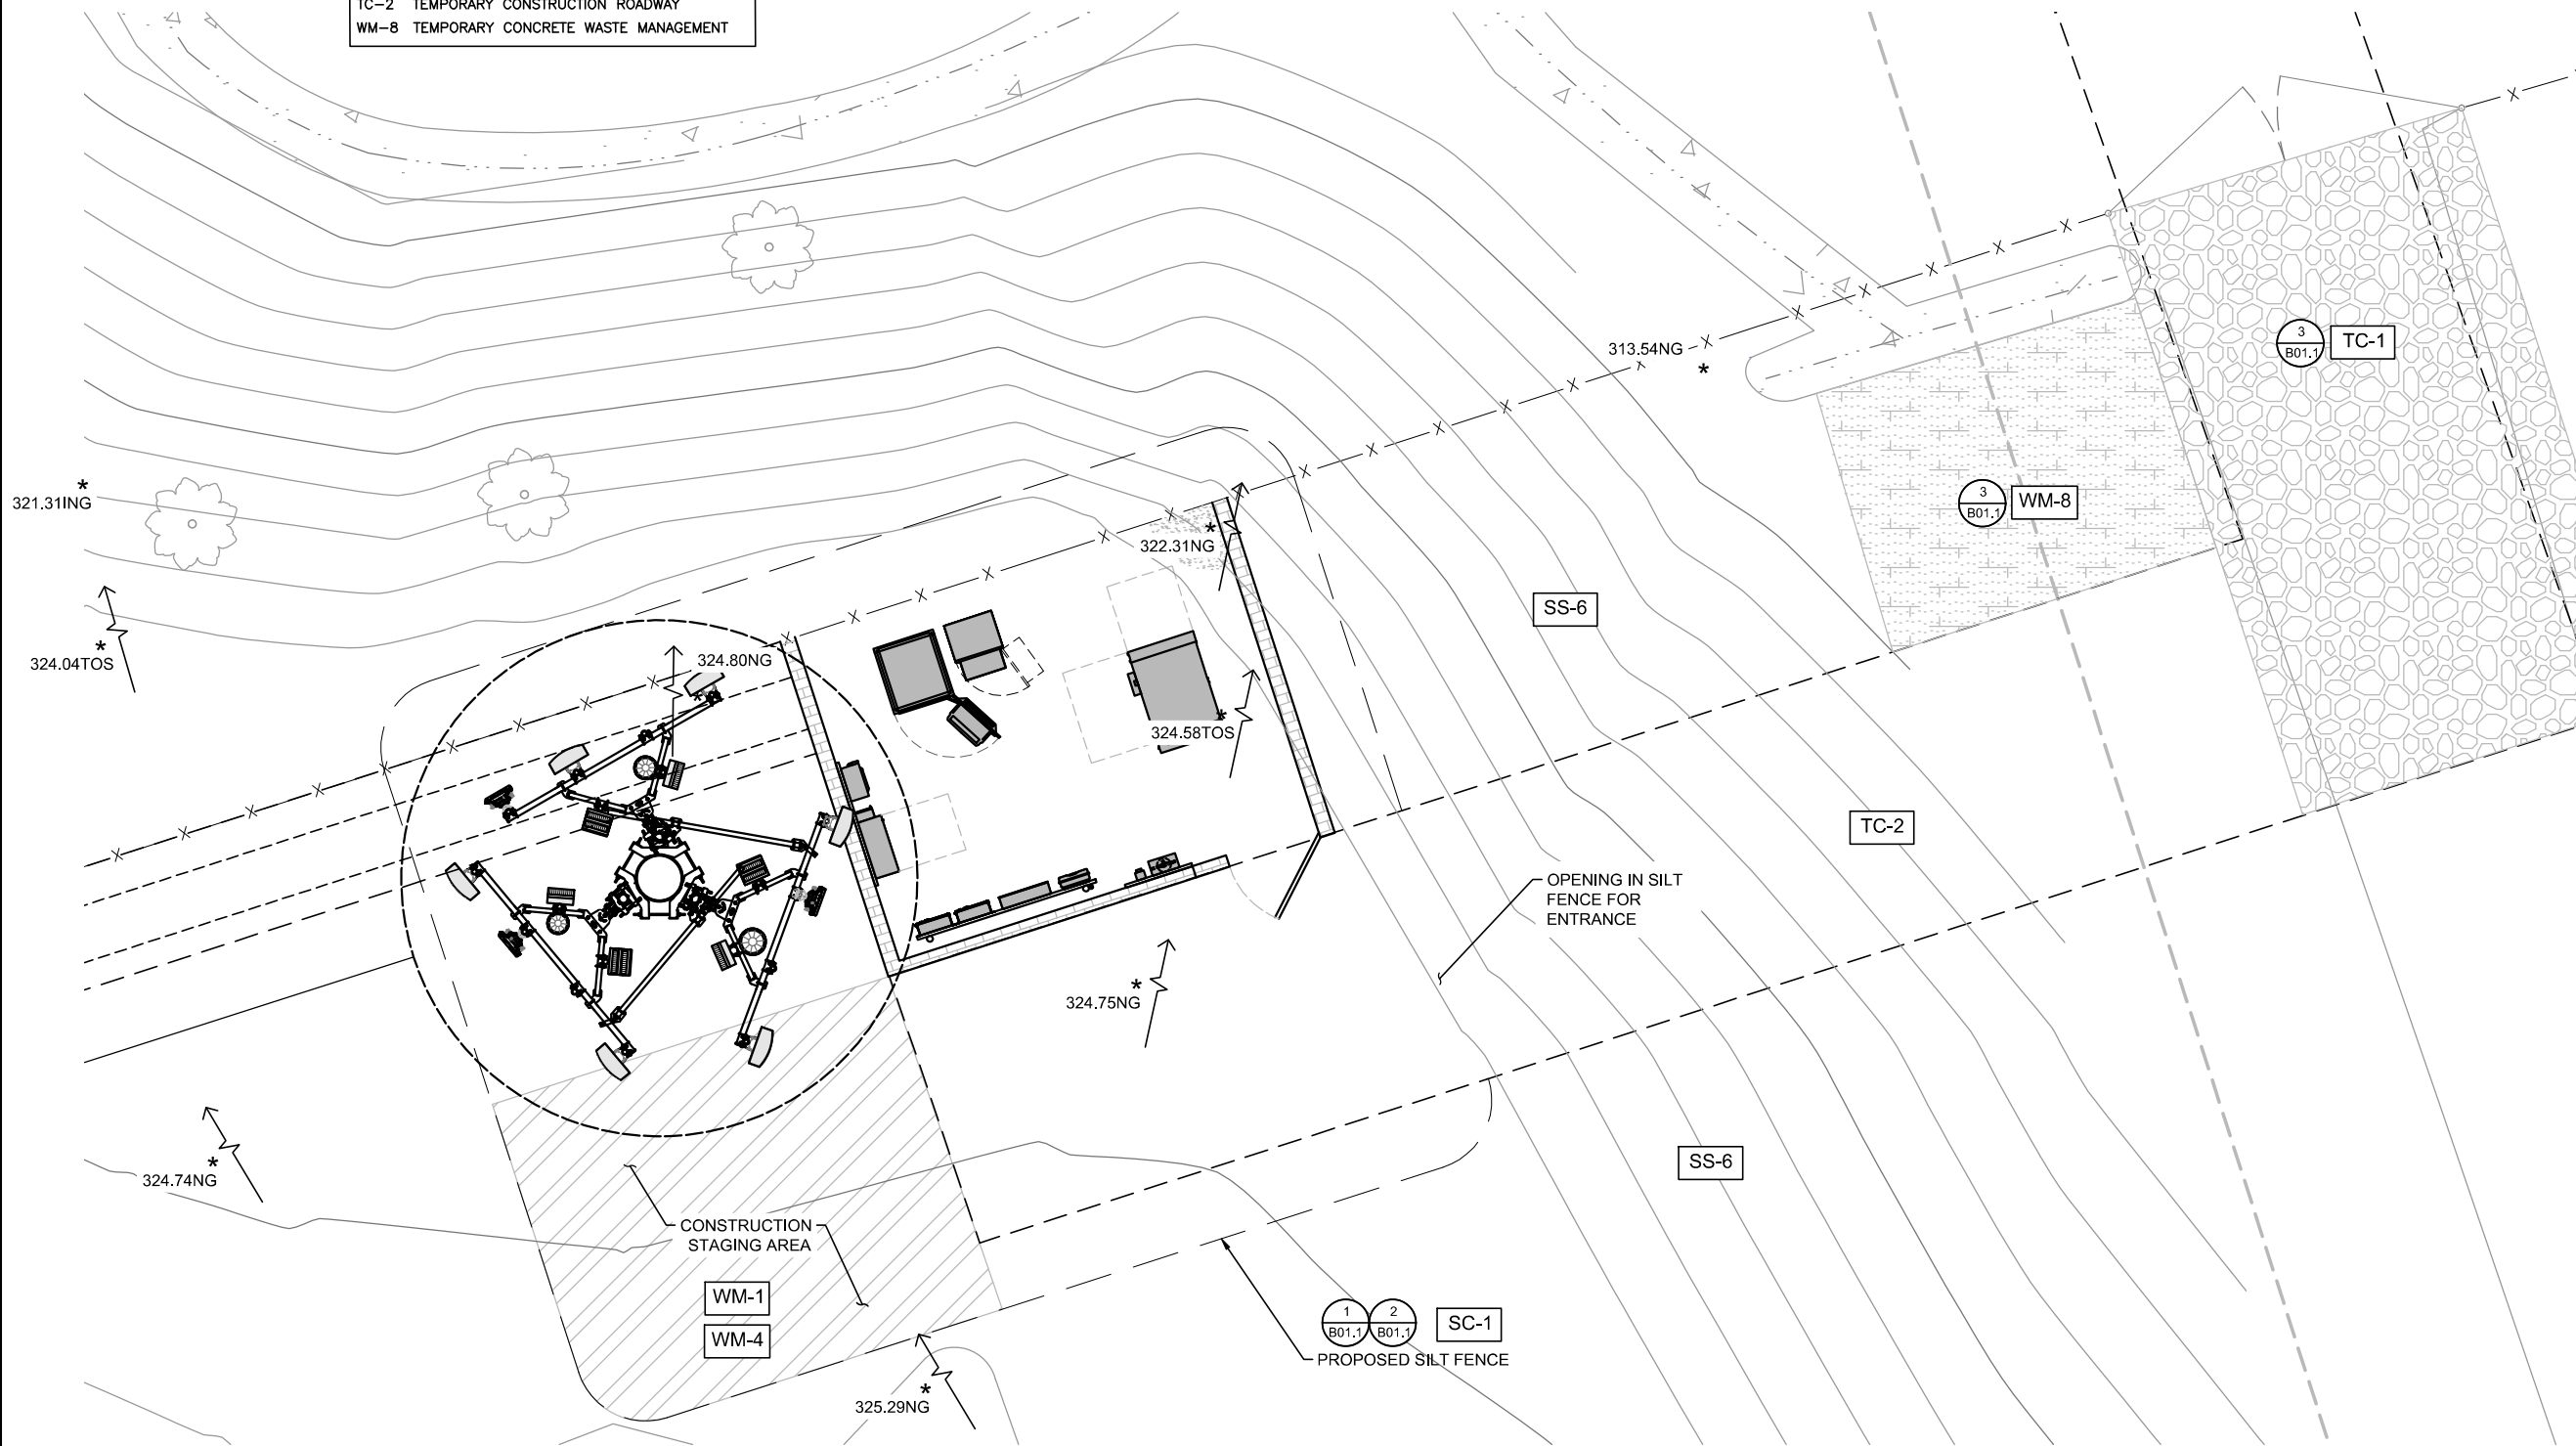 TC-2 TEMPORARY CONSTRUCTION ROADWAY
WM-8 TEMPORARY CONCRETE WASTE MANAGEMENT
313.54NG
3
B01.1
TC-1
321.31ING
3
B01.1
WM-8
322.31NG
SS-6
324.04TOS
324.80NG
324.58TOS
TC-2
OPENING IN SILT
FENCE FOR
ENTRANCE
324.75NG
324.74NG
SS-6
CONSTRUCTION
STAGING AREA
WM-1
WM-4
1
B01.1
2
B01.1
SC-1
PROPOSED SILT FENCE
325.29NG